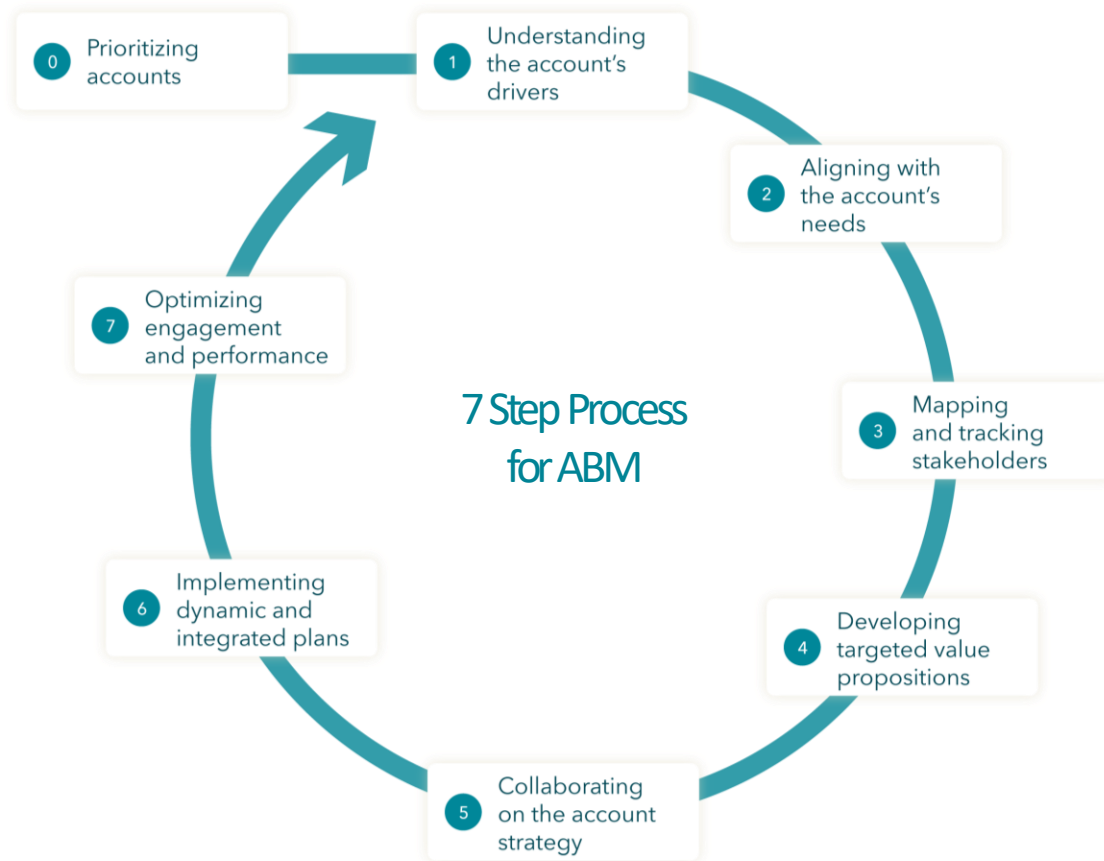 0
Prioritizing
accounts
1
Understanding
the account's
drivers
2
Aligning with
the account's
needs
3
Mapping
and tracking
stakeholders
4
Developing
targeted value
propositions
5
Collaborating
on the account
strategy
6
Implementing
dynamic and
integrated plans
7
Optimizing
engagement
and performance
7 Step Process
for ABM